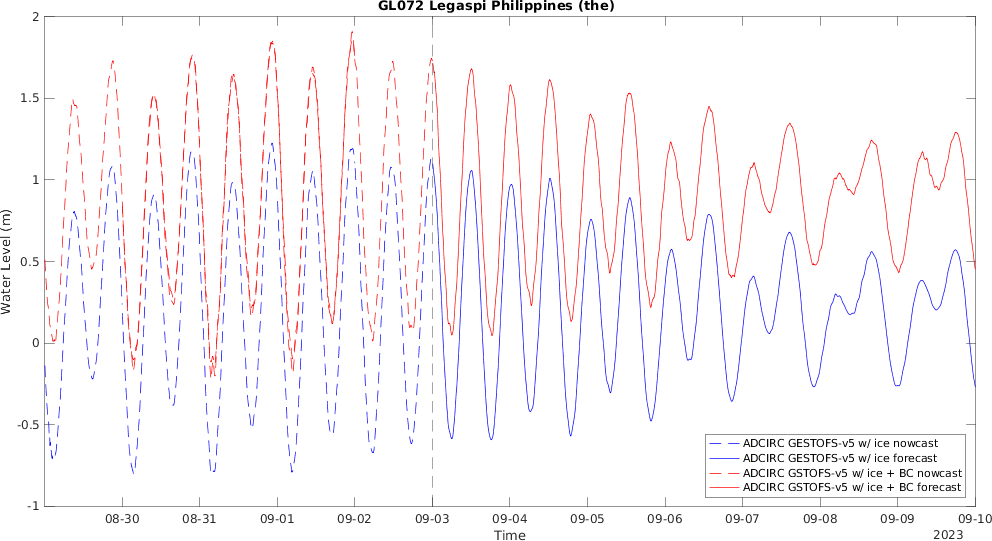 GL072 Legaspi Philippines (the)
2
1.5
1
0.5
0
-0.5
-1
Water Level (m)
08-30 08-31 09-01 09-02 09-03 09-04 09-05 09-06 09-07 09-08 09-09 09-10
Time
2023
ADCIRC GESTOFS-v5 w/ ice nowcast
ADCIRC GESTOFS-v5 w/ ice forecast
ADCIRC GSTOFS-v5 w/ ice + BC nowcast
ADCIRC GSTOFS-v5 w/ ice + BC forecast